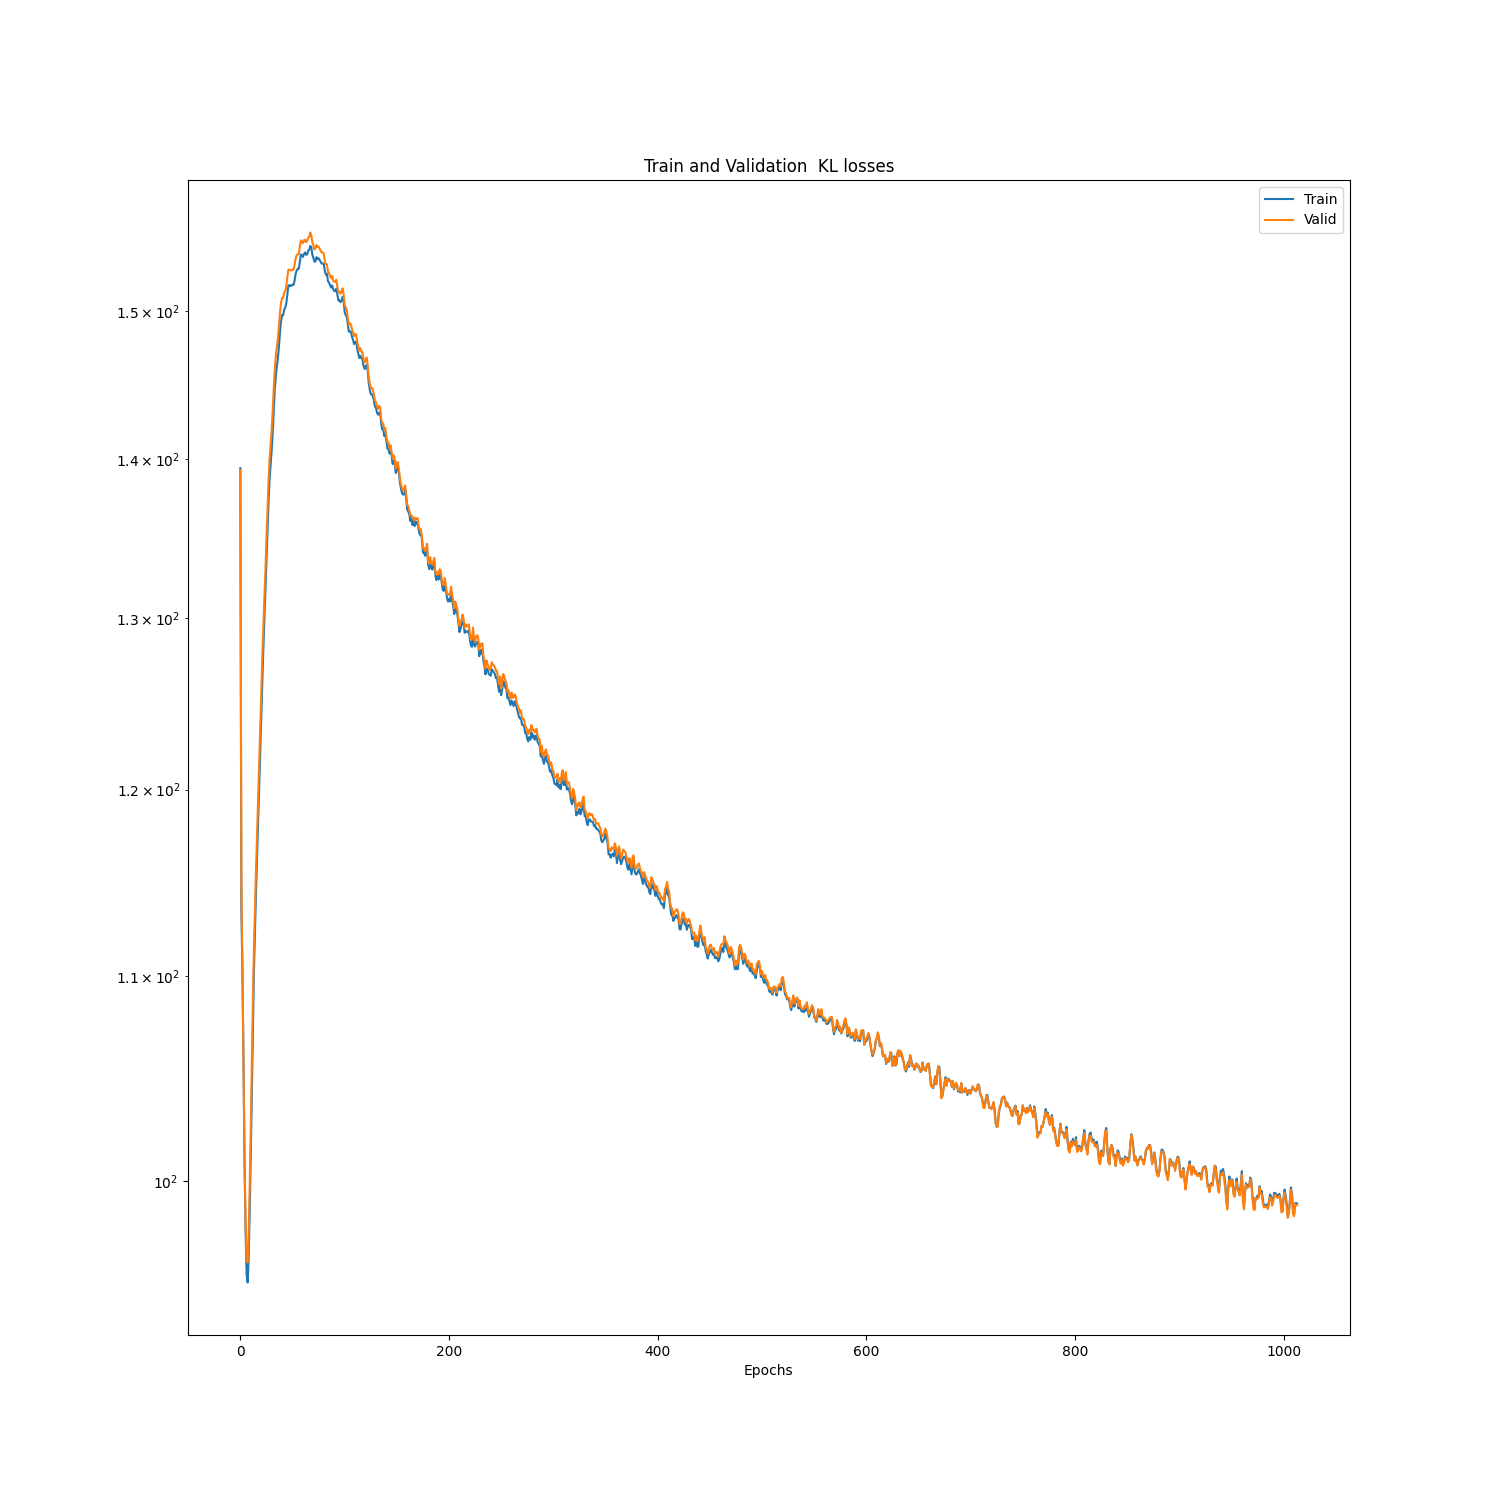 Train and Validation  KL losses
Train
Valid
1.5 × 10²
1.4 × 10²
1.3 × 10²
1.2 × 10²
1.1 × 10²
10²
0 200 400 600 800 1000
Epochs